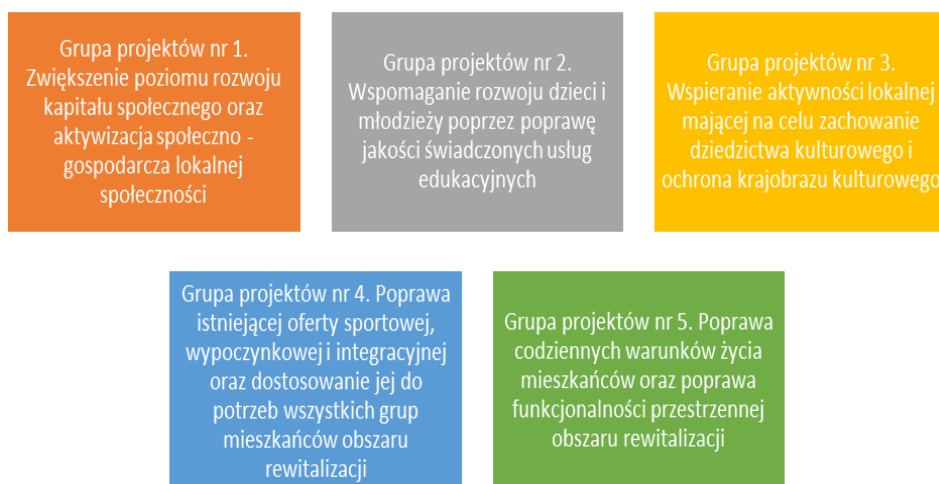 Grupa projektów nr 1.
Zwiększenie poziomu rozwoju
kapitału społecznego oraz
aktywizacja społeczno -
gospodarcza lokalnej
społeczności
Grupa projektów nr 2.
Wspomaganie rozwoju dzieci i
młodzieży poprzez poprawę
jakości świadczonych usług
edukacyjnych
Grupa projektów nr 3.
Wspieranie aktywności lokalnej
mającej na celu zachowanie
dziedzictwa kulturowego i
ochrona krajobrazu kulturowego
Grupa projektów nr 4. Poprawa
istniejącej oferty sportowej,
wypoczynkowej i integracyjnej
oraz dostosowanie jej do
potrzeb wszystkich grup
mieszkańców obszaru
rewitalizacji
Grupa projektów nr 5. Poprawa
codziennych warunków życia
mieszkańców oraz poprawa
funkcjonalności przestrzennej
obszaru rewitalizacji